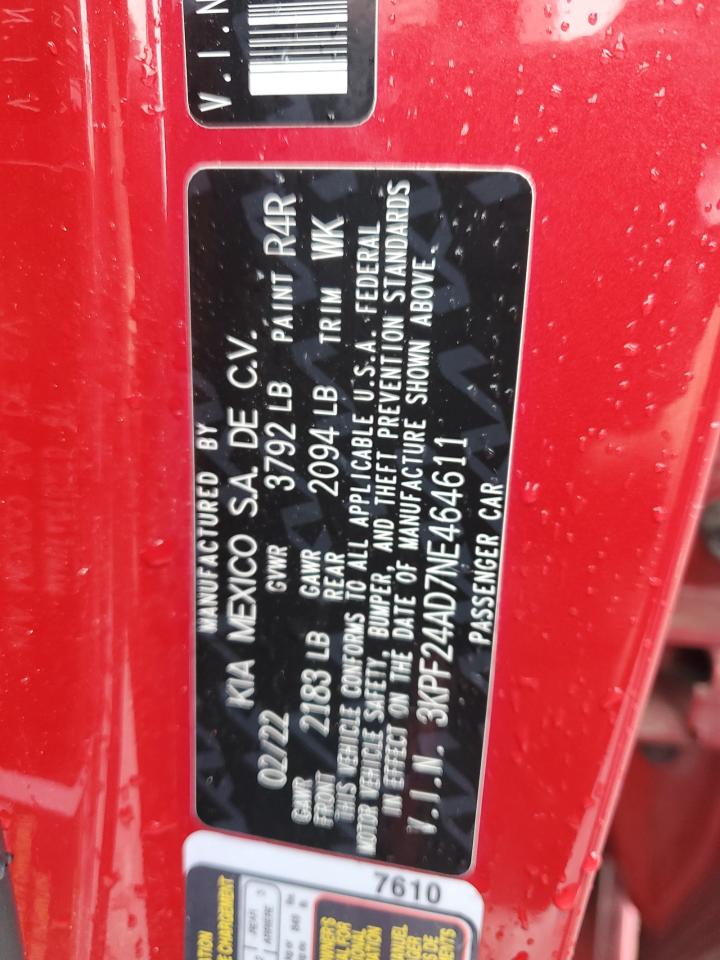 V.I.N
MANUFACTURED BY
KIA MEXICO S.A. DE C.V.
02/22 GVWR 3792 LB PAINT R4R
GAWR FRONT 2183 LB GAWR REAR 2094 LB TRIM WK
THIS VEHICLE CONFORMS TO ALL APPLICABLE U.S.A. FEDERAL
MOTOR VEHICLE SAFETY, BUMPER, AND THEFT PREVENTION STANDARDS
IN EFFECT ON THE DATE OF MANUFACTURE SHOWN ABOVE.
V.I.N. 3KPF24AD7NE464611
PASSENGER CAR
7610
DE CHARGEMENT